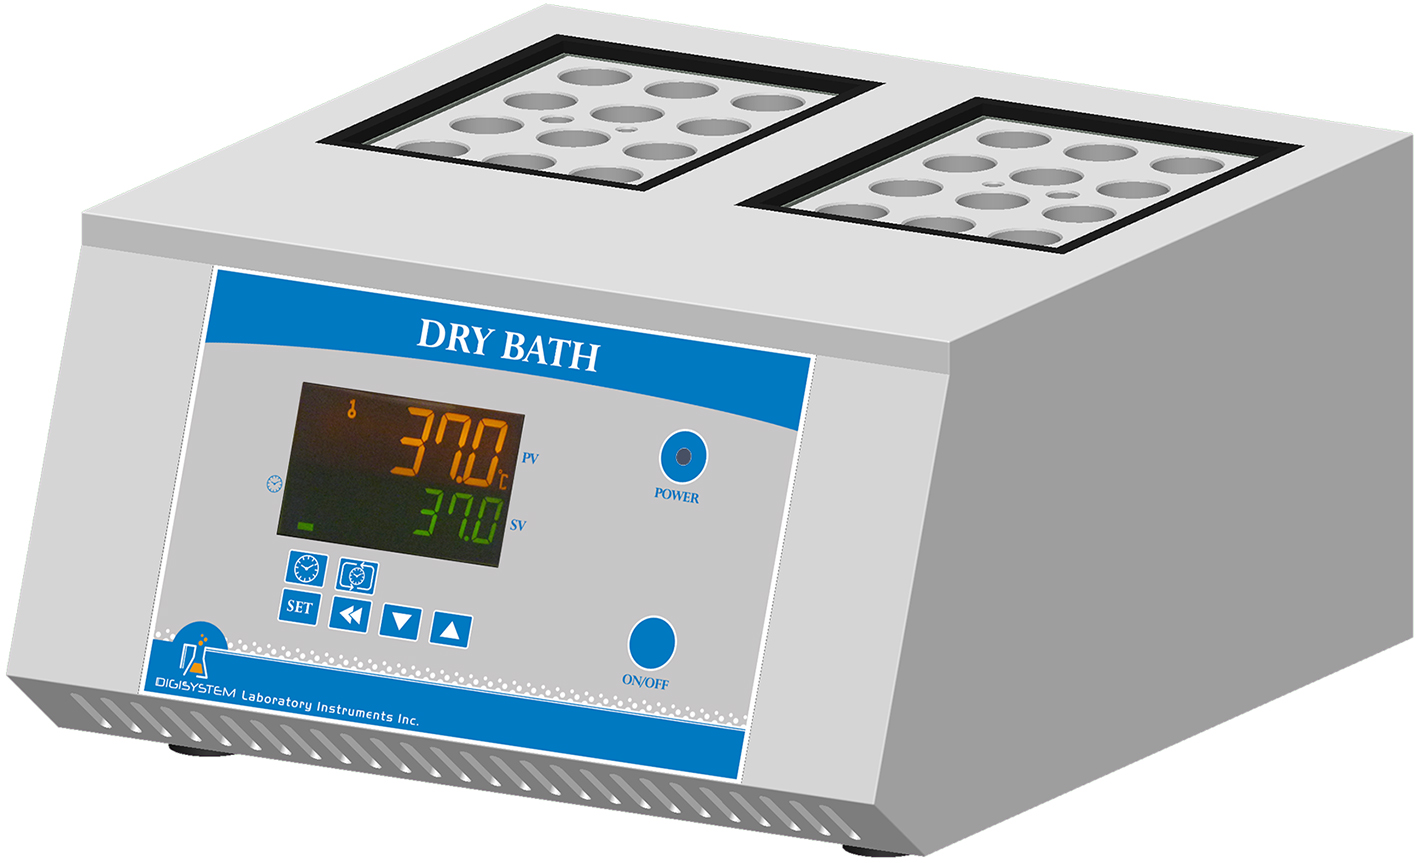 DRY BATH
37.0
°C
PV
37.0
SV
POWER
SET
ON/OFF
DIGISYSTEM Laboratory Instruments Inc.